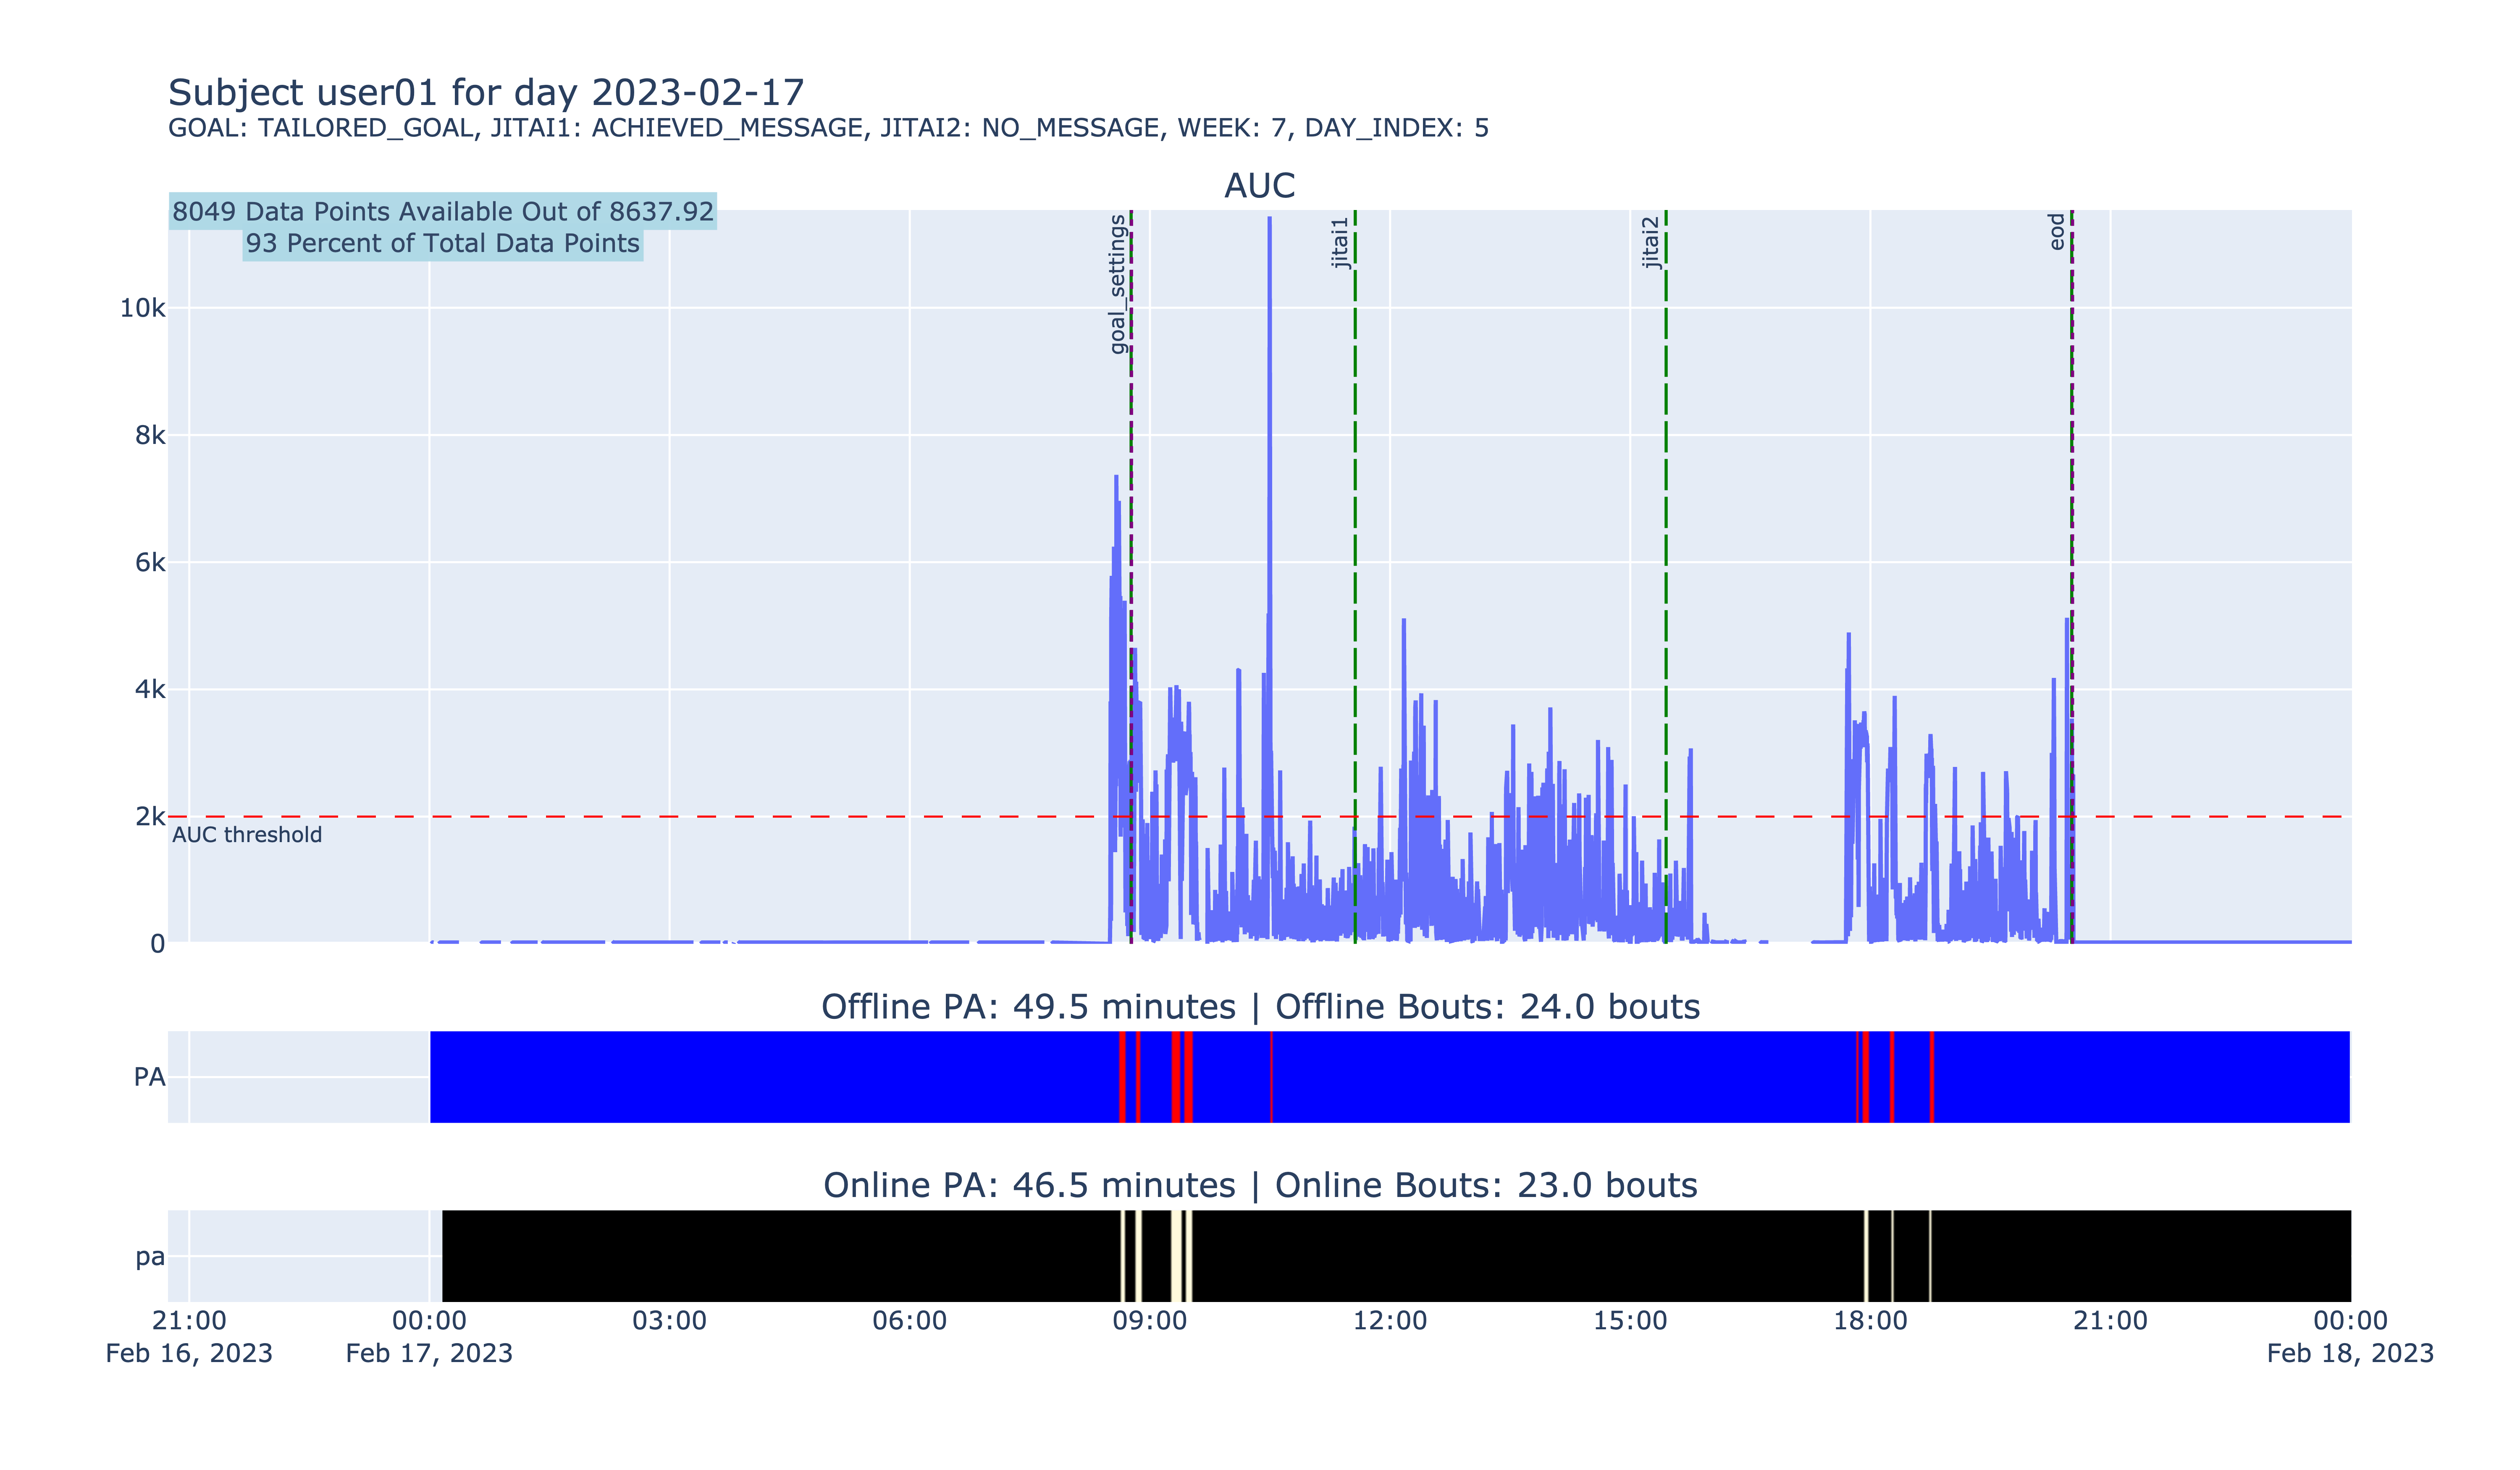 Subject user01 for day 2023-02-17
GOAL: TAILORED_GOAL, JITAI1: ACHIEVED_MESSAGE, JITAI2: NO_MESSAGE, WEEK: 7, DAY_INDEX: 5
AUC
8049 Data Points Available Out of 8637.92
93 Percent of Total Data Points
goal_settings
jitai1
jitai2
eod
10k
8k
6k
4k
2k
AUC threshold
0
Offline PA: 49.5 minutes | Offline Bouts: 24.0 bouts
PA
Online PA: 46.5 minutes | Online Bouts: 23.0 bouts
pa
21:00 00:00 03:00 06:00 09:00 12:00 15:00 18:00 21:00 00:00
Feb 16, 2023 Feb 17, 2023 Feb 18, 2023